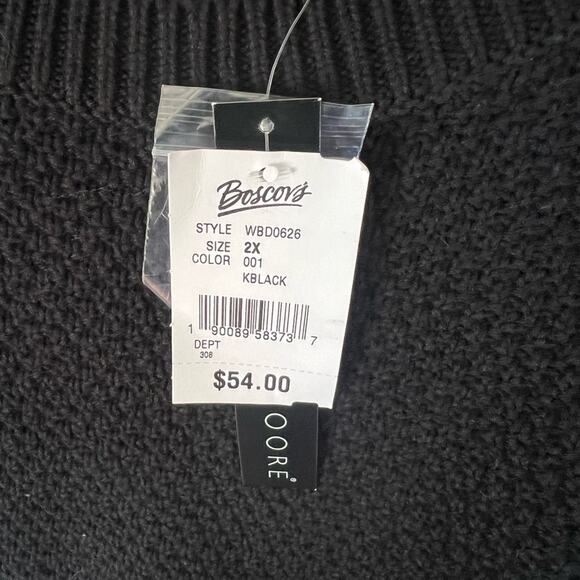 Boscov's
STYLE WBD0626
SIZE 2X
COLOR 001
KBLACK
1 90089 58373 7
DEPT
308
$54.00
OORE®